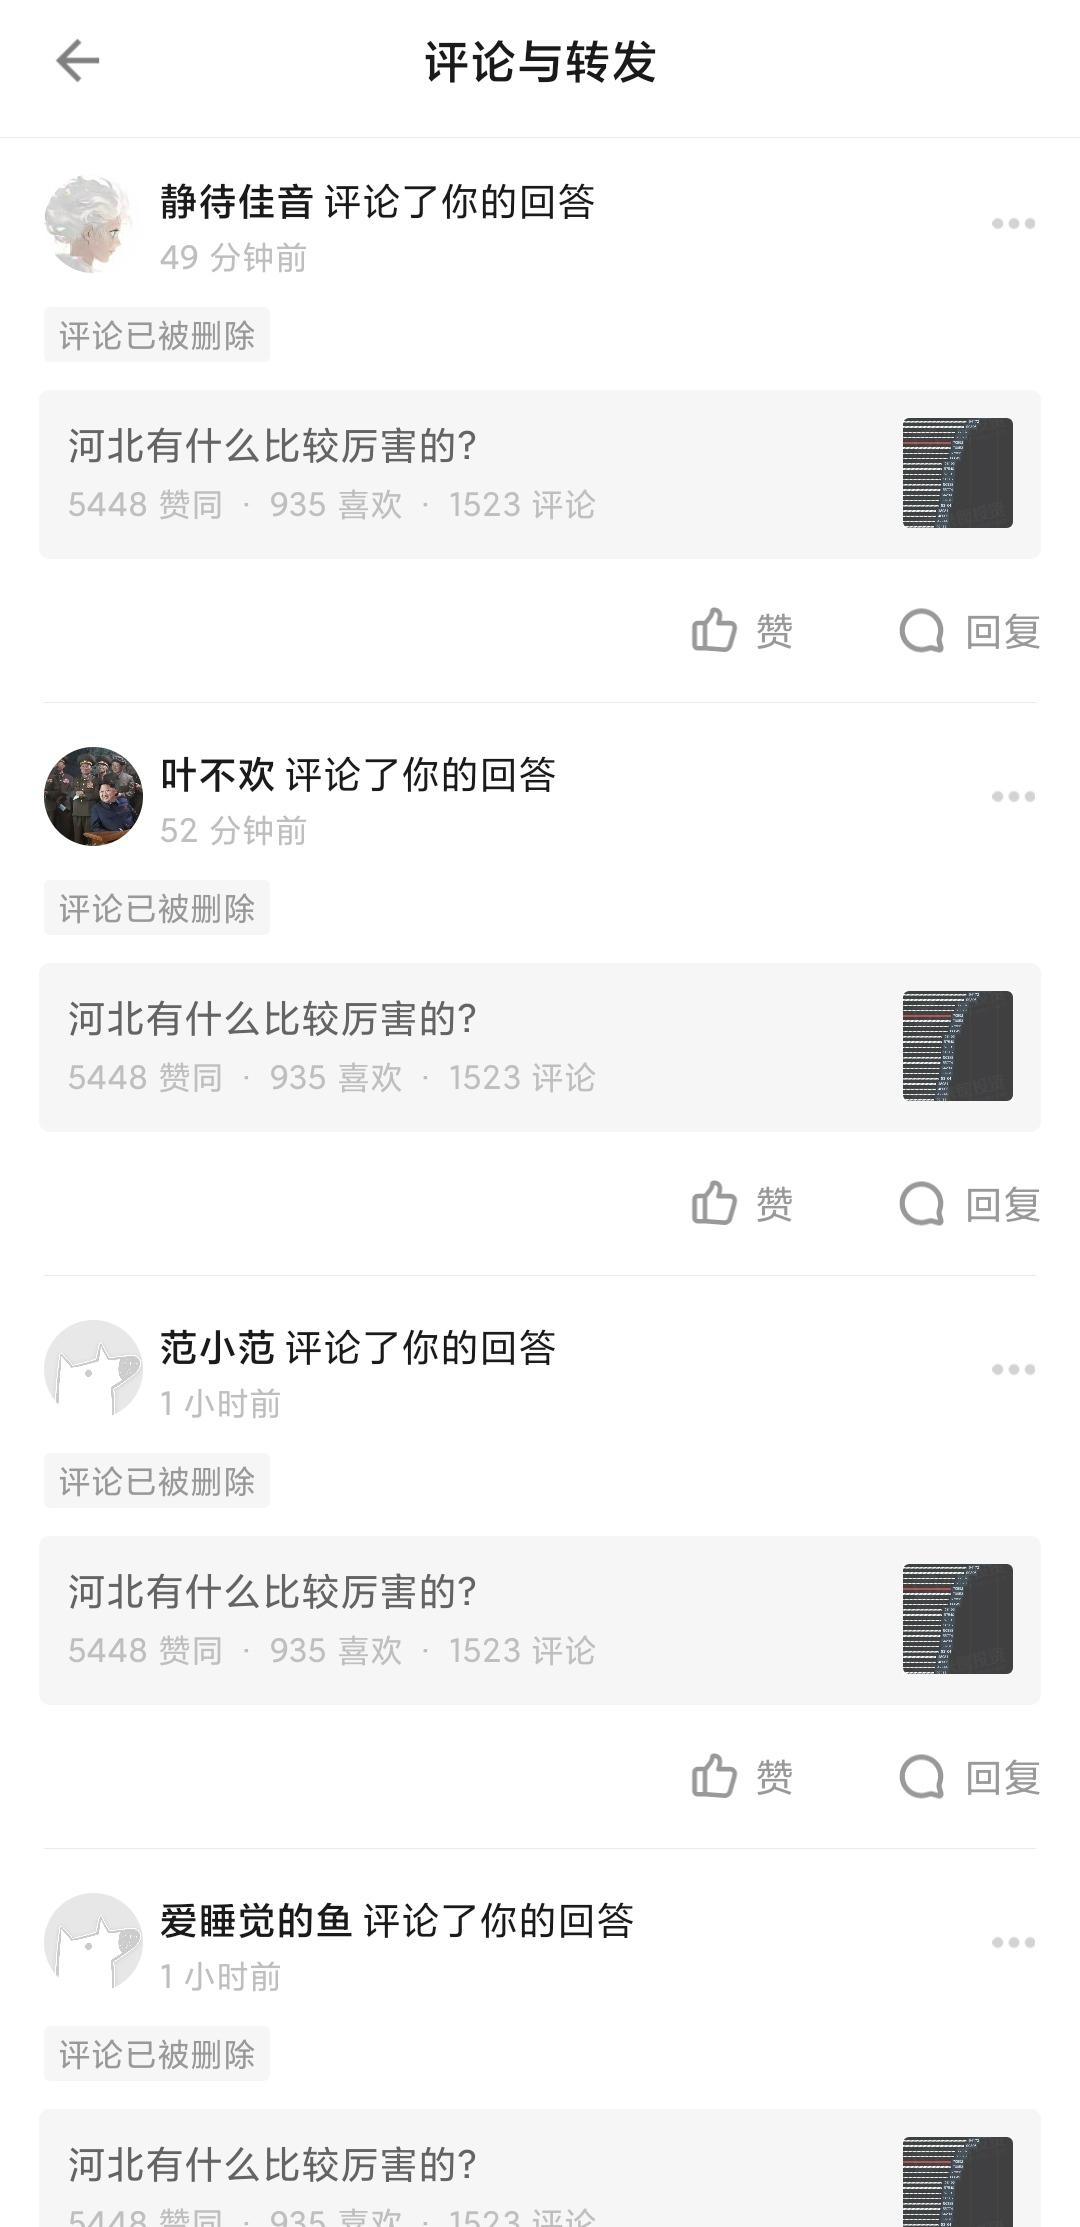 评论与转发
静待佳音 评论了你的回答
49 分钟前
评论已被删除
河北有什么比较厉害的?
5448 赞同 · 935 喜欢 · 1523 评论
赞 回复
叶不欢 评论了你的回答
52 分钟前
评论已被删除
河北有什么比较厉害的?
5448 赞同 · 935 喜欢 · 1523 评论
赞 回复
范小范 评论了你的回答
1 小时前
评论已被删除
河北有什么比较厉害的?
5448 赞同 · 935 喜欢 · 1523 评论
赞 回复
爱睡觉的鱼 评论了你的回答
1 小时前
评论已被删除
河北有什么比较厉害的?
5448 赞同 · 935 喜欢 · 1523 评论